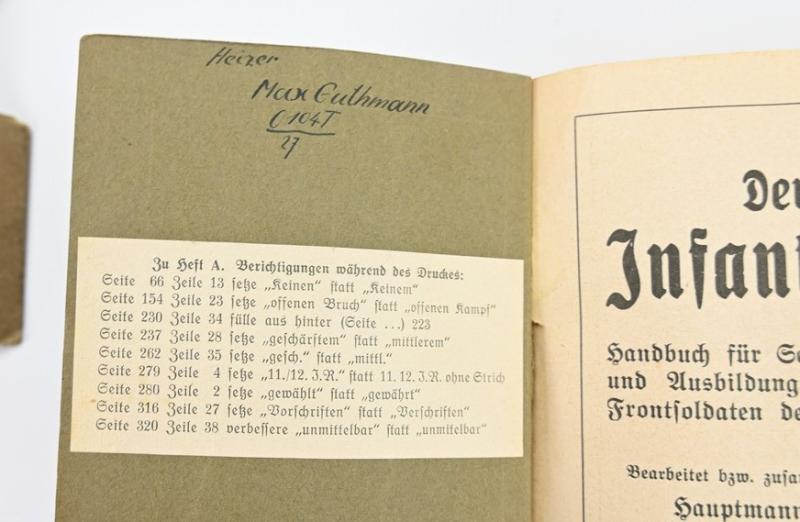 Heizer
Max Guthmann
O104T
27
Zu Heft A. Berichtigungen während des Druckes:
Seite 66 Zeile 13 setze „Keinen" statt „Keinem"
Seite 154 Zeile 23 setze „offenen Bruch" statt „offenen Kampf"
Seite 230 Zeile 34 fülle aus hinter (Seite ...) 223
Seite 237 Zeile 28 setze „geschärftem" statt „mittlerem"
Seite 262 Zeile 35 setze „gesch." statt „mittl."
Seite 279 Zeile 4 setze „11./12. J.R." statt 11. 12. J.R. ohne Strich
Seite 280 Zeile 2 setze „gewählt" statt „gewährt"
Seite 316 Zeile 27 setze „Vorschriften" statt „Verschriften"
Seite 320 Zeile 38 verbessere „unmittelbar" statt „unmitelbar"
Der
Infant
Handbuch für Se
und Ausbildung
Frontsoldaten de
Bearbeitet bzw. zusa
Hauptmann